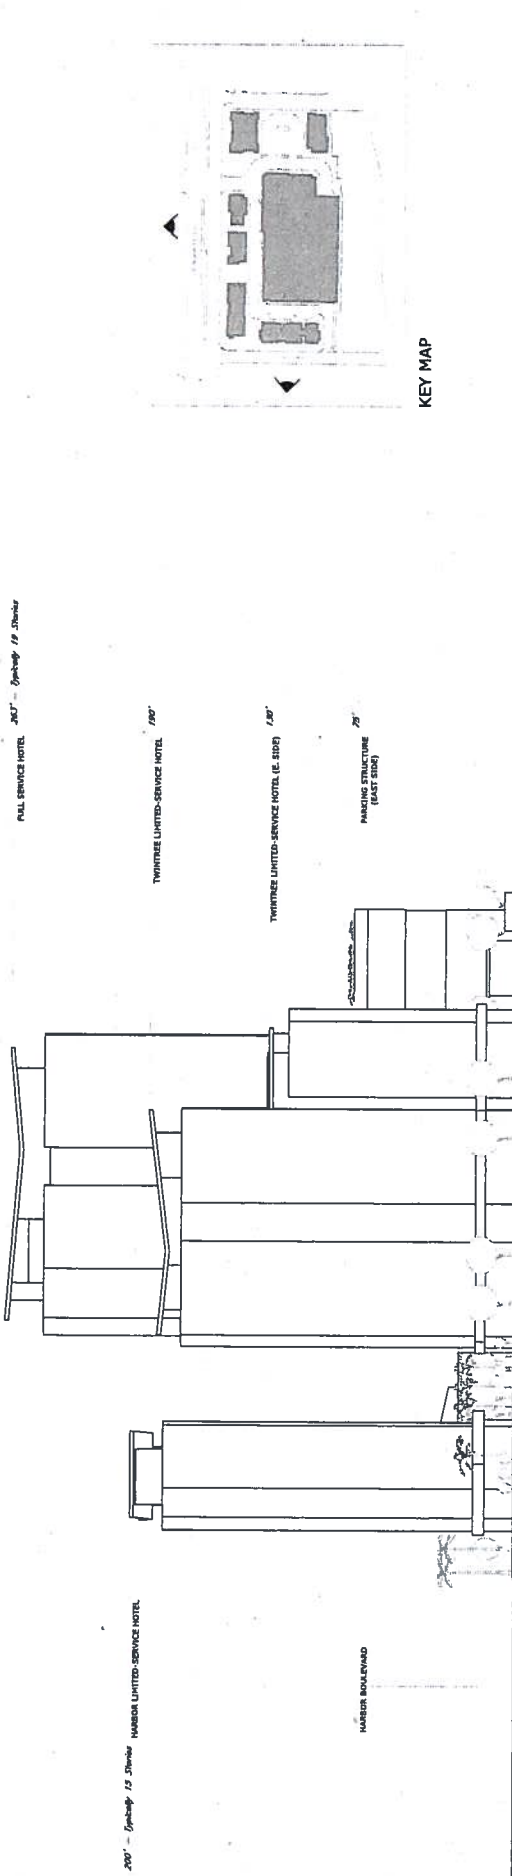 FULL SERVICE HOTEL 263' - Typically 19 Stories
TWINTREE LIMITED-SERVICE HOTEL 190'
TWINTREE LIMITED-SERVICE HOTEL (E. SIDE) 130'
PARKING STRUCTURE 75'
(EAST SIDE)
200' - Typically 15 Stories HARBOR LIMITED-SERVICE HOTEL
HARBOR BOULEVARD
KEY MAP